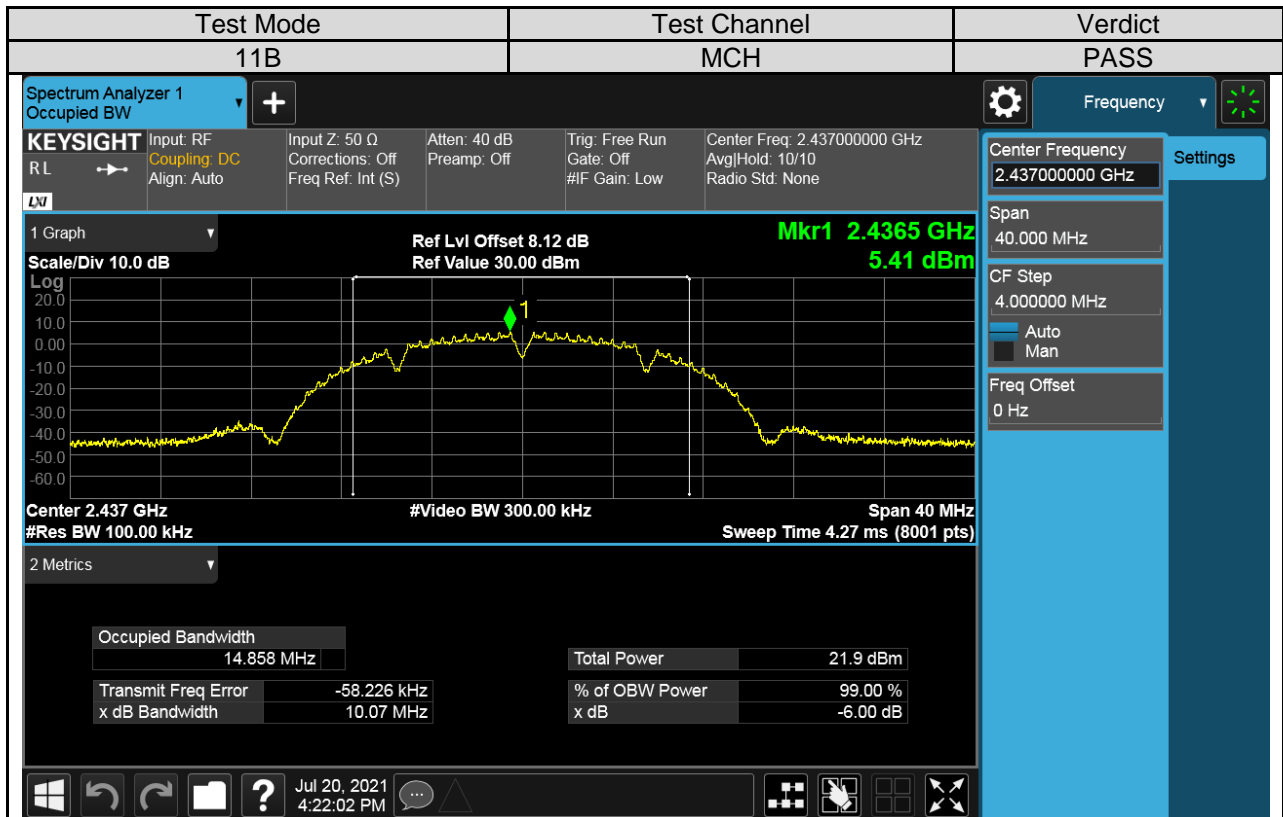 Test Mode Test Channel Verdict
11B MCH PASS
Spectrum Analyzer 1
Occupied BW
+
Frequency
KEYSIGHT Input: RF Input Z: 50 Ω Atten: 40 dB Trig: Free Run Center Freq: 2.437000000 GHz
RL Coupling: DC Corrections: Off Preamp: Off Gate: Off Avg|Hold: 10/10
Align: Auto Freq Ref: Int (S) #IF Gain: Low Radio Std: None
LXI
Center Frequency
2.437000000 GHz
Settings
Span
40.000 MHz
CF Step
4.000000 MHz
Auto
Man
Freq Offset
0 Hz
1 Graph
Ref Lvl Offset 8.12 dB
Mkr1 2.4365 GHz
Scale/Div 10.0 dB
Ref Value 30.00 dBm
5.41 dBm
Log
20.0
10.0
0.00
-10.0
-20.0
-30.0
-40.0
-50.0
-60.0
1
Center 2.437 GHz #Video BW 300.00 kHz Span 40 MHz
#Res BW 100.00 kHz Sweep Time 4.27 ms (8001 pts)
2 Metrics
Occupied Bandwidth
14.858 MHz
Total Power 21.9 dBm
Transmit Freq Error -58.226 kHz % of OBW Power 99.00 %
x dB Bandwidth 10.07 MHz x dB -6.00 dB
?
Jul 20, 2021
4:22:02 PM